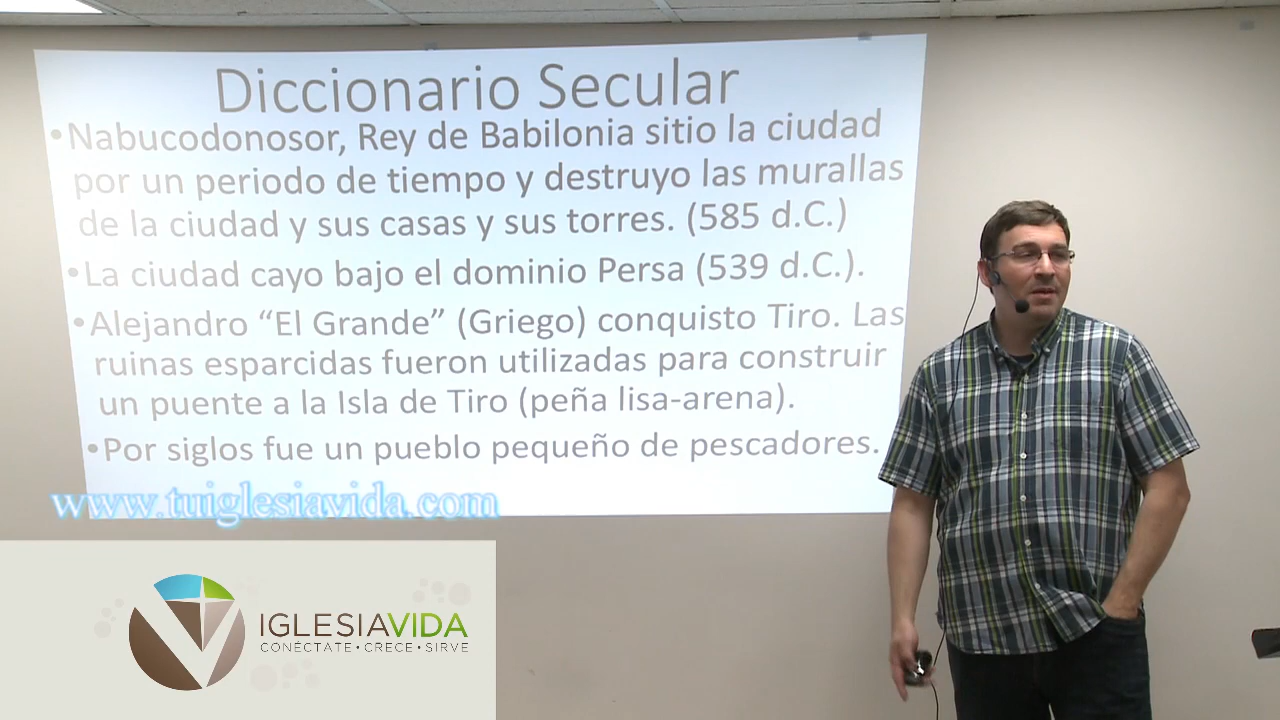 Diccionario Secular
•Nabucodonosor, Rey de Babilonia sitio la ciudad
por un periodo de tiempo y destruyo las murallas
de la ciudad y sus casas y sus torres. (585 d.C.)
•La ciudad cayo bajo el dominio Persa (539 d.C.).
•Alejandro “El Grande” (Griego) conquisto Tiro. Las
ruinas esparcidas fueron utilizadas para construir
un puente a la Isla de Tiro (peña lisa-arena).
•Por siglos fue un pueblo pequeño de pescadores.
www.tuiglesiavida.com
IGLESIAVIDA
CONÉCTATE • CRECE • SIRVE